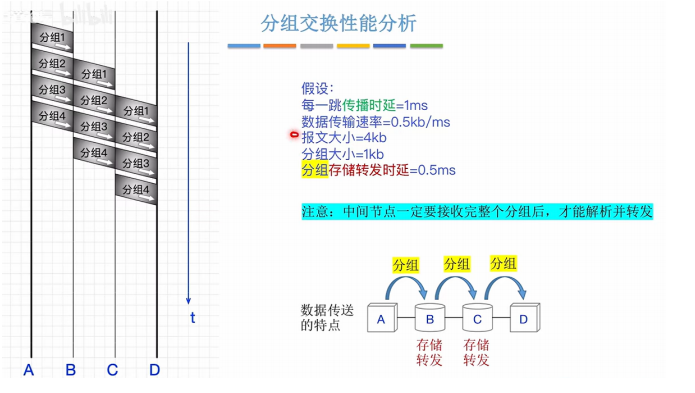 bilibili
分组交换性能分析
分组1
分组2 分组1
分组3 分组2 分组1
分组4 分组3 分组2
分组4 分组3
分组4
t
A B C D
假设：
每一跳传播时延=1ms
数据传输速率=0.5kb/ms
报文大小=4kb
分组大小=1kb
分组存储转发时延=0.5ms
注意：中间节点一定要接收完整个分组后，才能解析并转发
分组 分组 分组
数据传送
的特点
A B C D
存储 存储
转发 转发